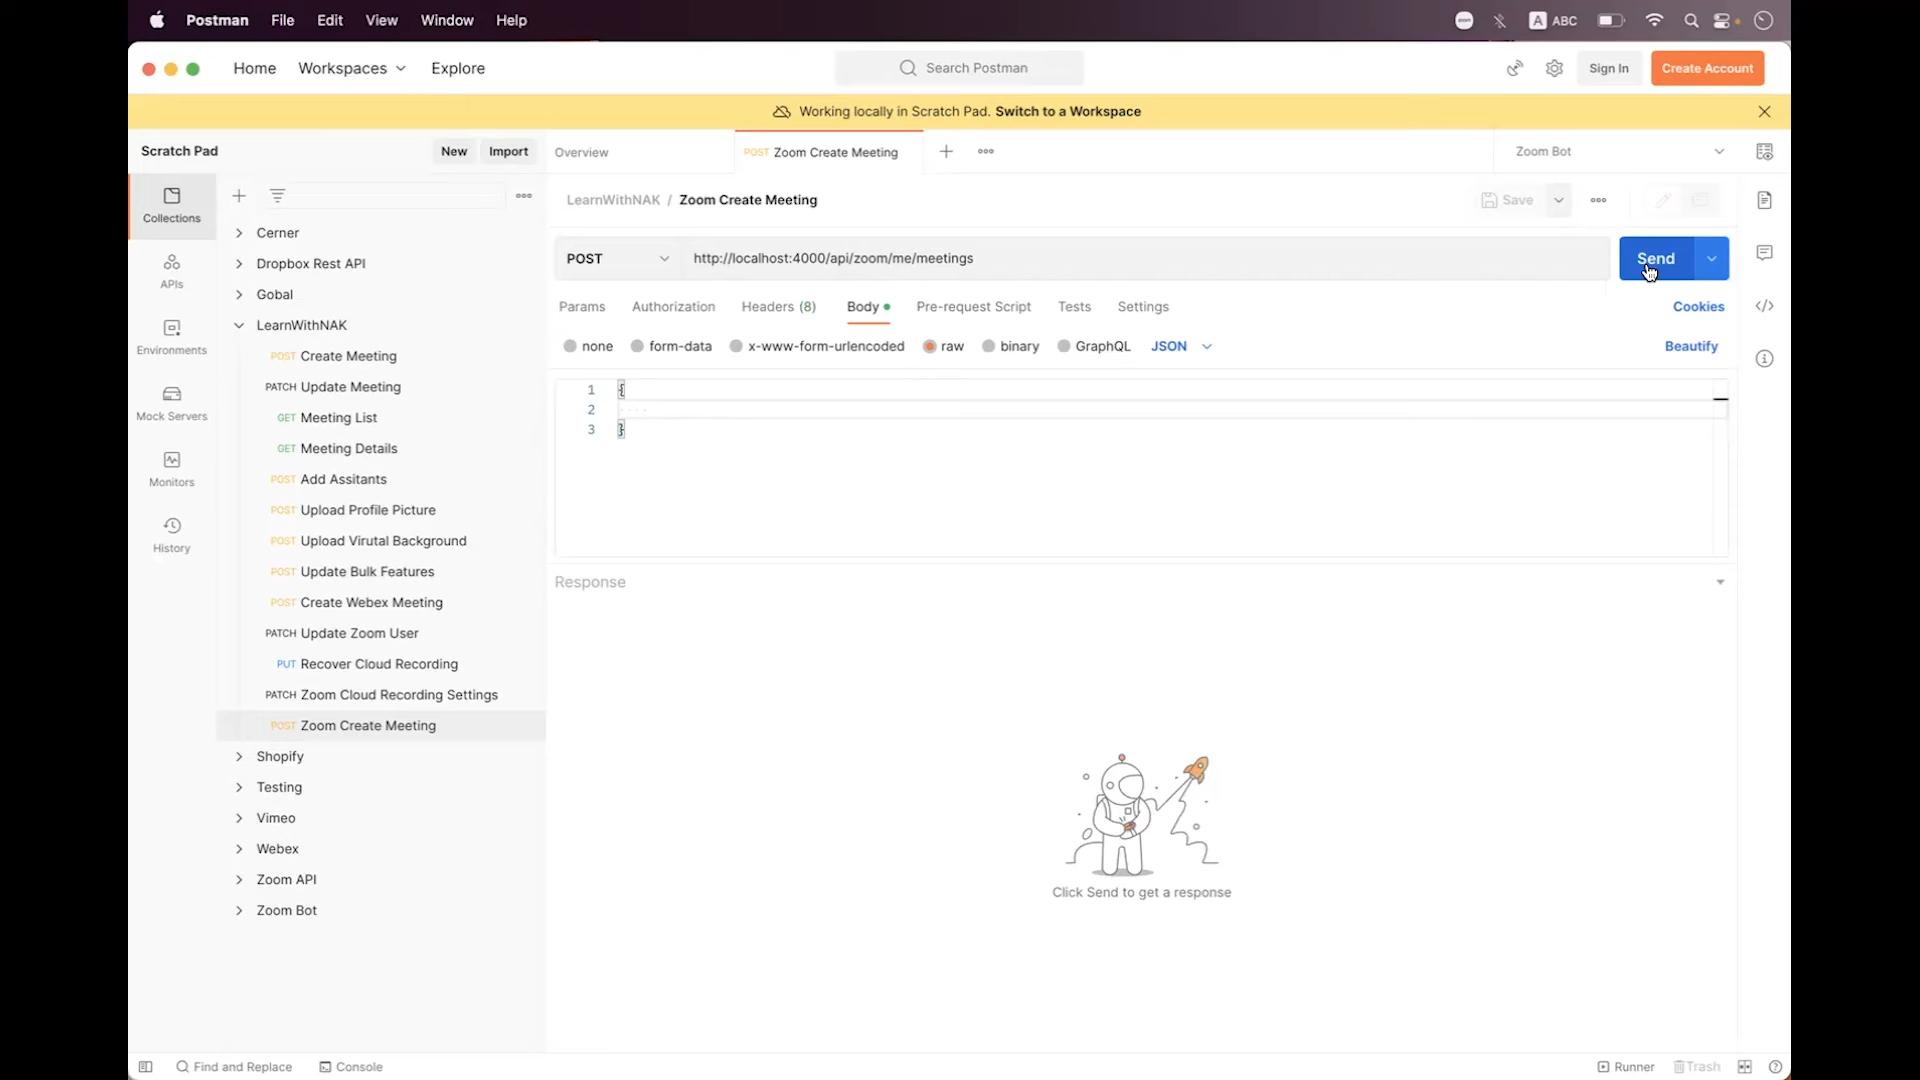 Postman File Edit View Window Help
A ABC
Home Workspaces Explore
Search Postman
Sign In Create Account
Working locally in Scratch Pad. Switch to a Workspace
Scratch Pad New Import
Overview POST Zoom Create Meeting
Zoom Bot
Collections
APIs
Environments
Mock Servers
Monitors
History
Cerner
Dropbox Rest API
Gobal
LearnWithNAK
POST Create Meeting
PATCH Update Meeting
GET Meeting List
GET Meeting Details
POST Add Assitants
POST Upload Profile Picture
POST Upload Virutal Background
POST Update Bulk Features
POST Create Webex Meeting
PATCH Update Zoom User
PUT Recover Cloud Recording
PATCH Zoom Cloud Recording Settings
POST Zoom Create Meeting
Shopify
Testing
Vimeo
Webex
Zoom API
Zoom Bot
LearnWithNAK / Zoom Create Meeting
Save
POST http://localhost:4000/api/zoom/me/meetings
Send
Params Authorization Headers (8) Body Pre-request Script Tests Settings Cookies
none form-data x-www-form-urlencoded raw binary GraphQL JSON Beautify
1 {
2
3 }
Response
Click Send to get a response
Find and Replace Console
Runner Trash